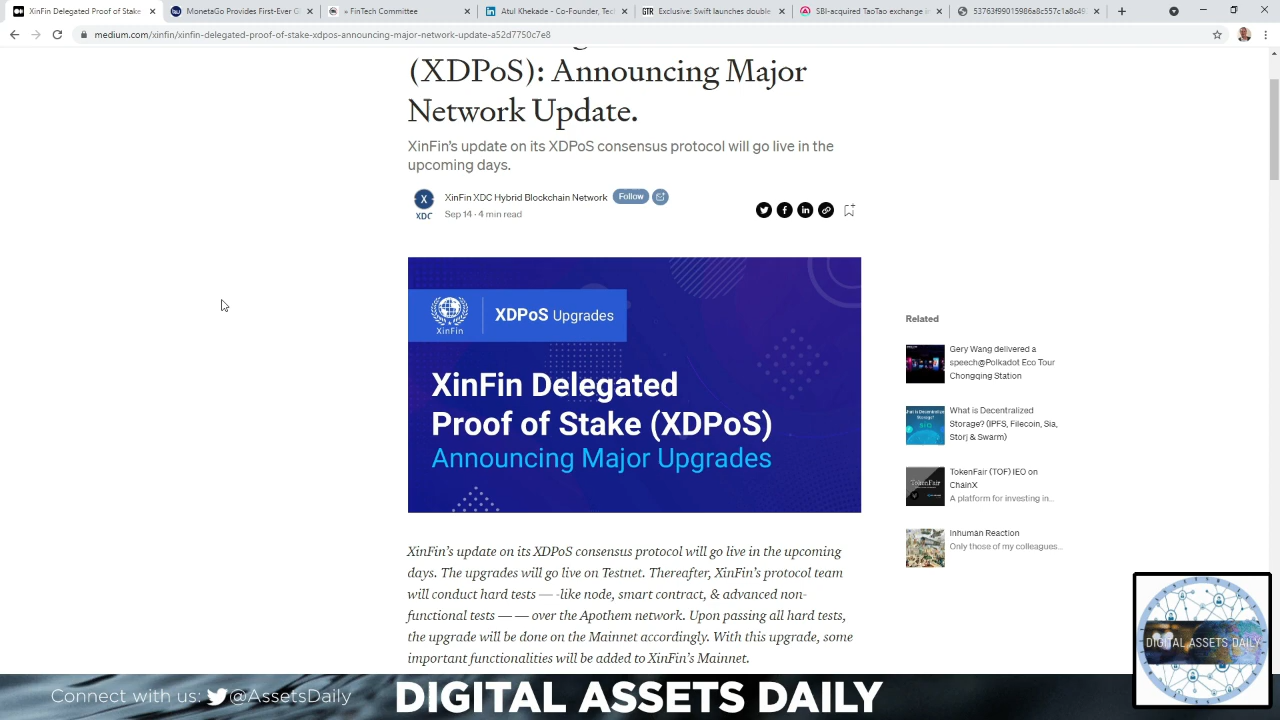 XinFin Delegated Proof of Stake
MonetaGo Provides First-Ever G
» FinTech Committee
Atul Khekade - Co-Founder, Tec
Exclusive: Swift launches double
SBI-acquired TaoTao exchange i
53763f99015986a8c557c1a8c49
medium.com/xinfin/xinfin-delegated-proof-of-stake-xdpos-announcing-major-network-update-a52d7750c7e8
(XDPoS): Announcing Major
Network Update.
XinFin’s update on its XDPoS consensus protocol will go live in the
upcoming days.
XinFin XDC Hybrid Blockchain Network
Follow
Sep 14 · 4 min read
X
XDC
XinFin
XDPoS Upgrades
XinFin Delegated
Proof of Stake (XDPoS)
Announcing Major Upgrades
XinFin’s update on its XDPoS consensus protocol will go live in the upcoming
days. The upgrades will go live on Testnet. Thereafter, XinFin’s protocol team
will conduct hard tests — -like node, smart contract, & advanced non-
functional tests — — over the Apothem network. Upon passing all hard tests,
the upgrade will be done on the Mainnet accordingly. With this upgrade, some
important functionalities will be added to XinFin’s Mainnet.
Related
Gery Wang delivered a
speech@Polkadot Eco Tour
Chongqing Station
What is Decentralized
Storage? (IPFS, Filecoin, Sia,
Storj & Swarm)
TokenFair (TOF) IEO on
ChainX
A platform for investing in...
Inhumán Reaction
Only those of my colleagues...
DIGITAL ASSETS DAILY
Connect with us: @AssetsDaily
DIGITAL ASSETS DAILY